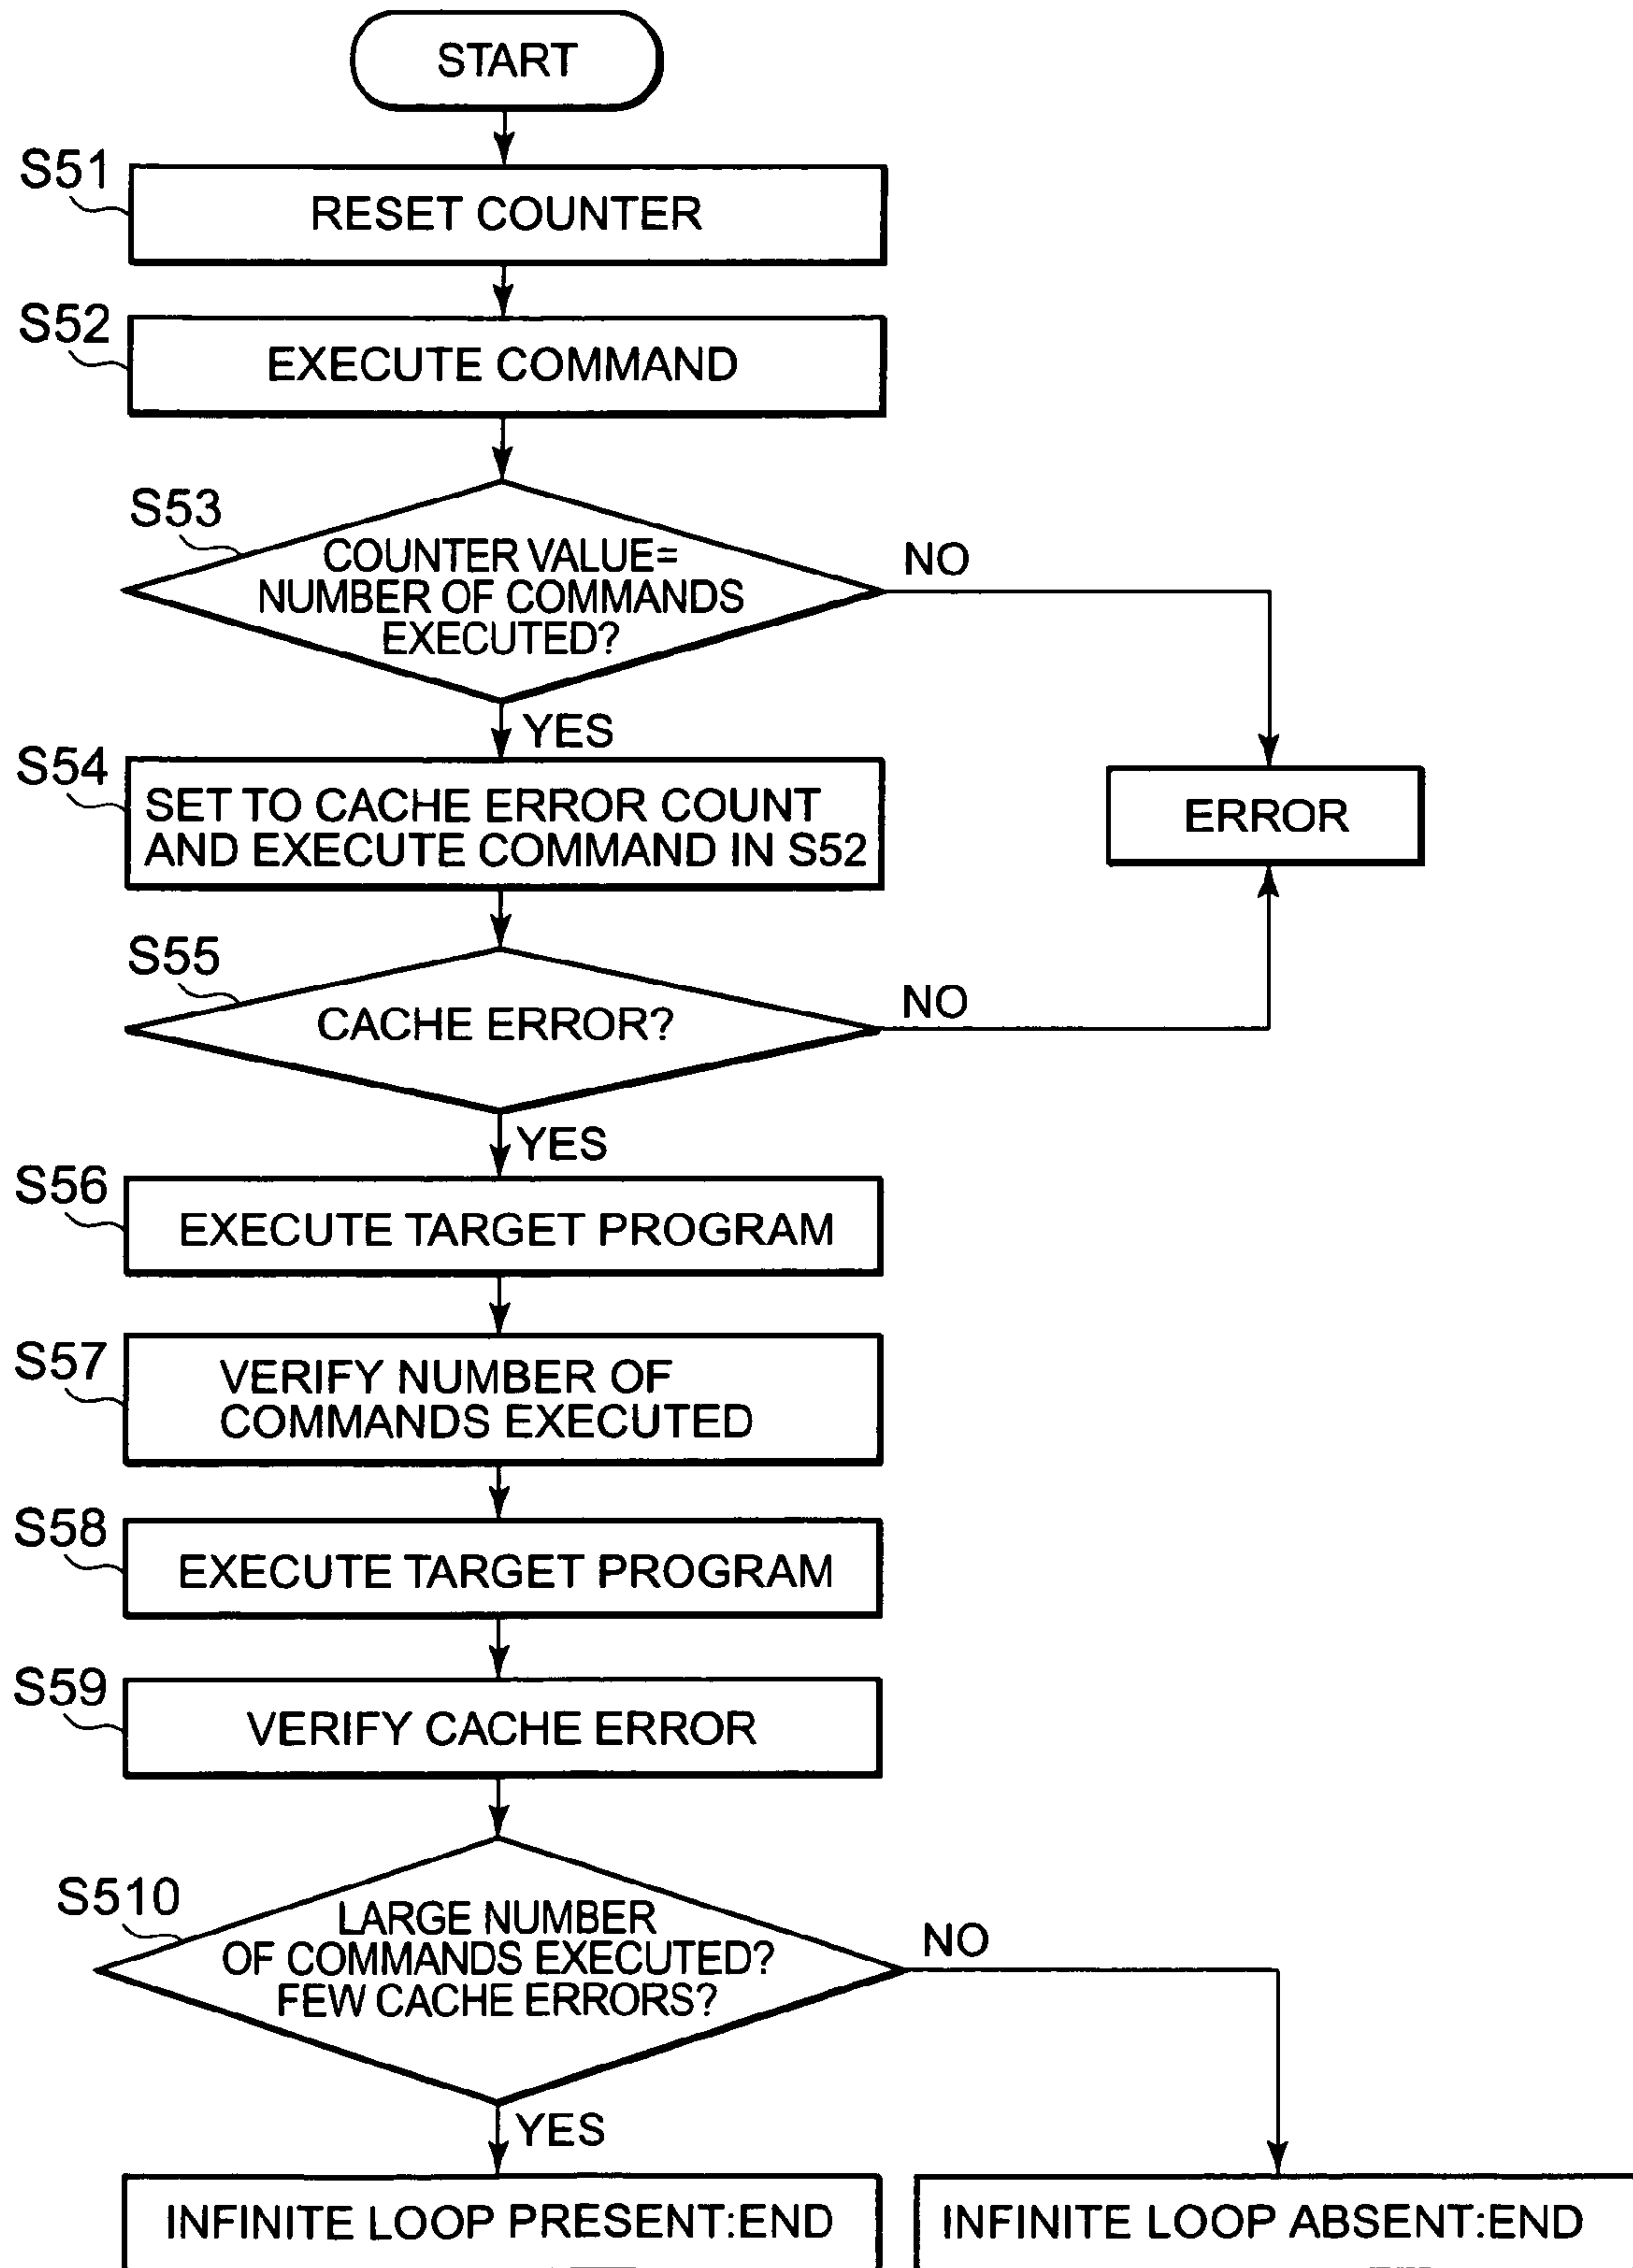 START
S51
RESET COUNTER
S52
EXECUTE COMMAND
S53
COUNTER VALUE=
NUMBER OF COMMANDS
EXECUTED?
NO
YES
S54
SET TO CACHE ERROR COUNT
AND EXECUTE COMMAND IN S52
ERROR
S55
CACHE ERROR?
NO
YES
S56
EXECUTE TARGET PROGRAM
S57
VERIFY NUMBER OF
COMMANDS EXECUTED
S58
EXECUTE TARGET PROGRAM
S59
VERIFY CACHE ERROR
S510
LARGE NUMBER
OF COMMANDS EXECUTED?
FEW CACHE ERRORS?
NO
YES
INFINITE LOOP PRESENT:END
INFINITE LOOP ABSENT:END